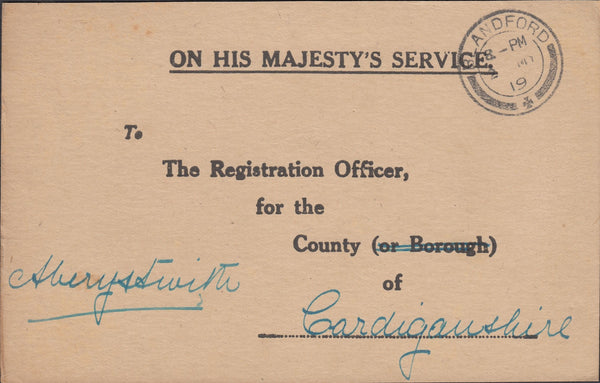 ANDFORD
8-PM
19
ON HIS MAJESTY'S SERVICE.
To
The Registration Officer,
for the
County (or Borough)
of
Aberystwith
Cardiganshire